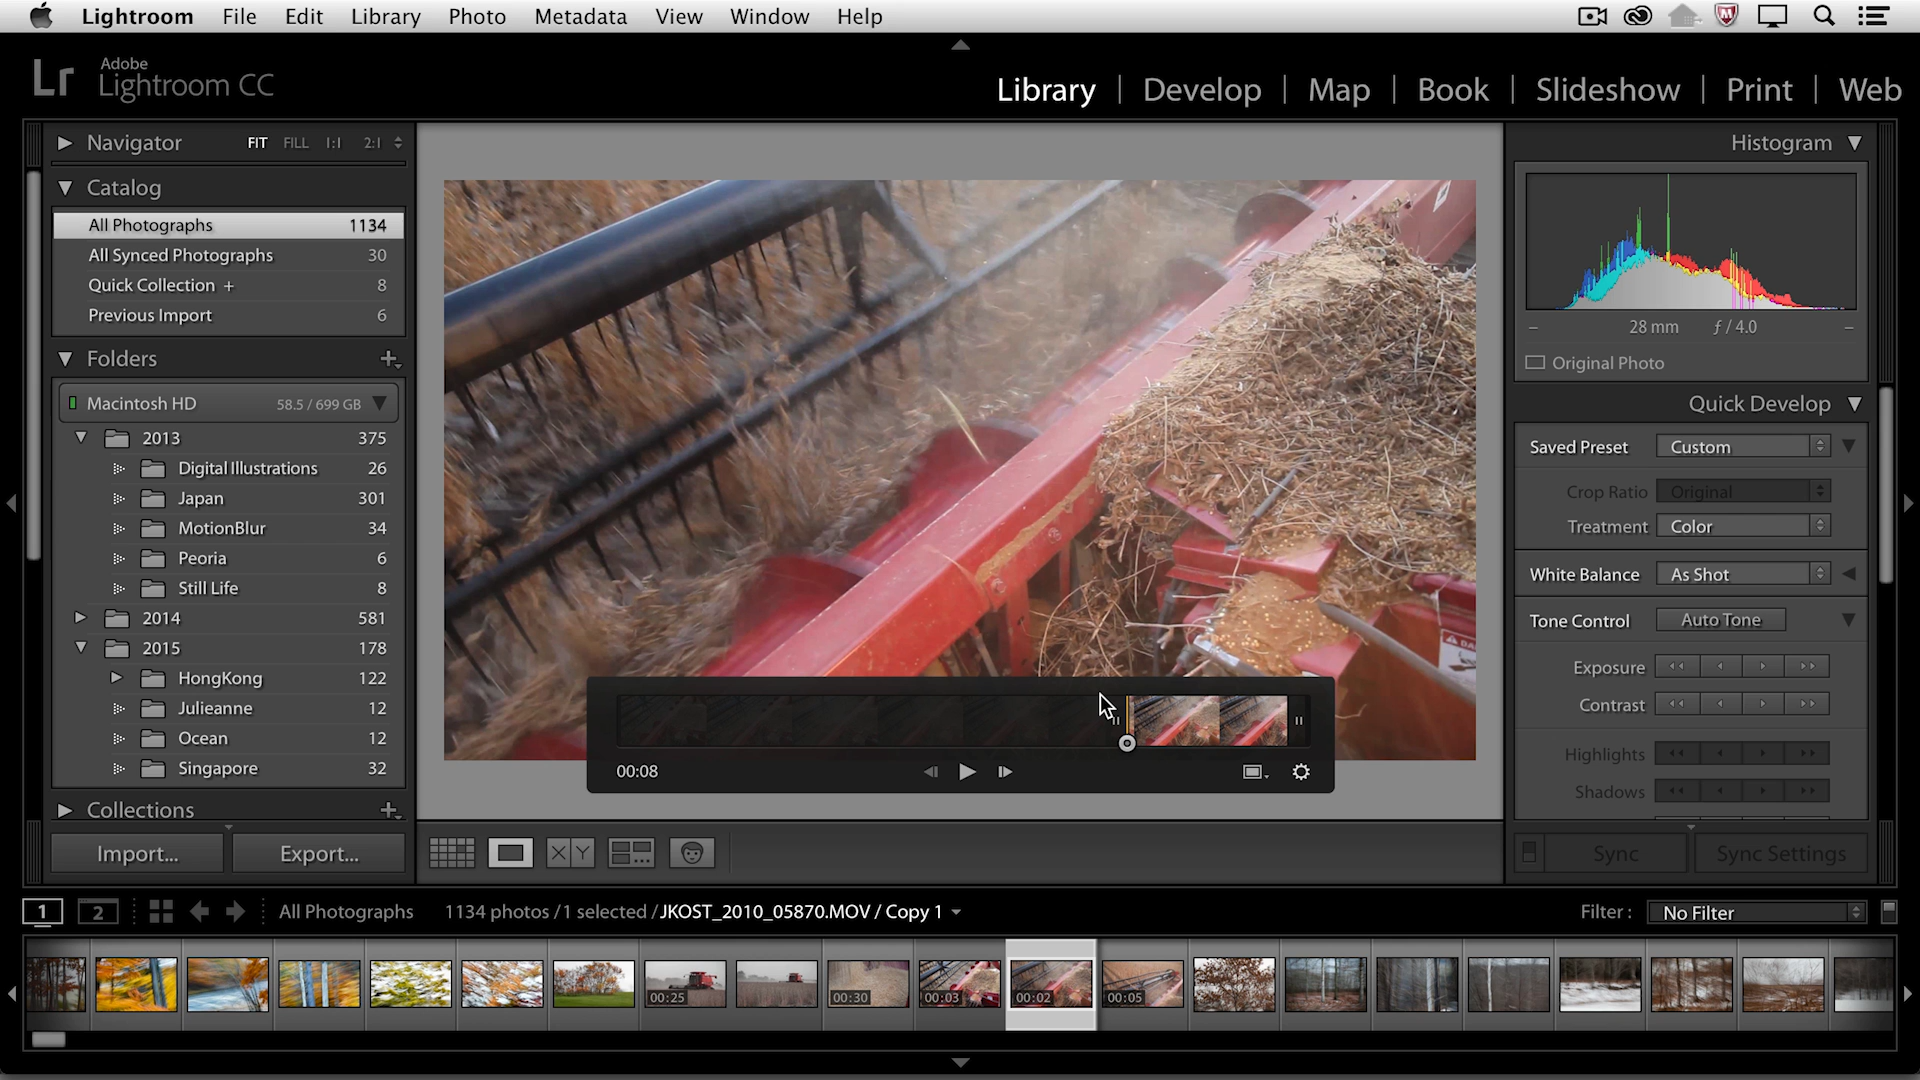 Lightroom File Edit Library Photo Metadata View Window Help
Lr Adobe
Lightroom CC
Library | Develop | Map | Book | Slideshow | Print | Web
Navigator FIT FILL 1:1 2:1
Catalog
All Photographs 1134
All Synced Photographs 30
Quick Collection + 8
Previous Import 6
Folders
Macintosh HD 58.5 / 699 GB
2013 375
Digital Illustrations 26
Japan 301
MotionBlur 34
Peoria 6
Still Life 8
2014 581
2015 178
HongKong 122
Julieanne 12
Ocean 12
Singapore 32
Collections
Import... Export...
00:08
Histogram
28 mm ƒ / 4.0
Original Photo
Quick Develop
Saved Preset Custom
Crop Ratio Original
Treatment Color
White Balance As Shot
Tone Control Auto Tone
Exposure
Contrast
Highlights
Shadows
Sync Sync Settings
X Y
1 2 All Photographs 1134 photos / 1 selected / JKOST_2010_05870.MOV / Copy 1 Filter : No Filter
00:25 00:30 00:03 00:02 00:05